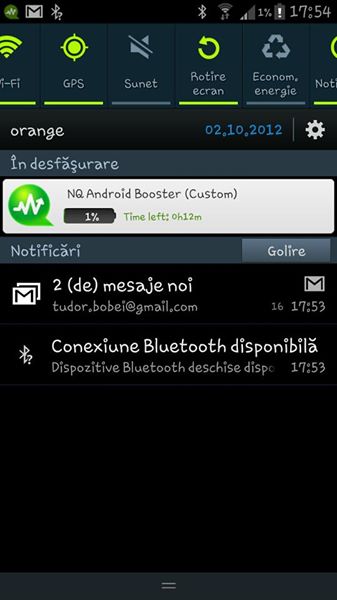 1% 17:54
i-Fi GPS Sunet Rotire ecran Econom. energie Noti
orange 02.10.2012
În desfăşurare
NQ Android Booster (Custom)
1% Time left: 0h12m
Notificări Golire
2 (de) mesaje noi
tudor.bobei@gmail.com 16 17:53
Conexiune Bluetooth disponibilă
Dispozitive Bluetooth deschise dispo 17:53